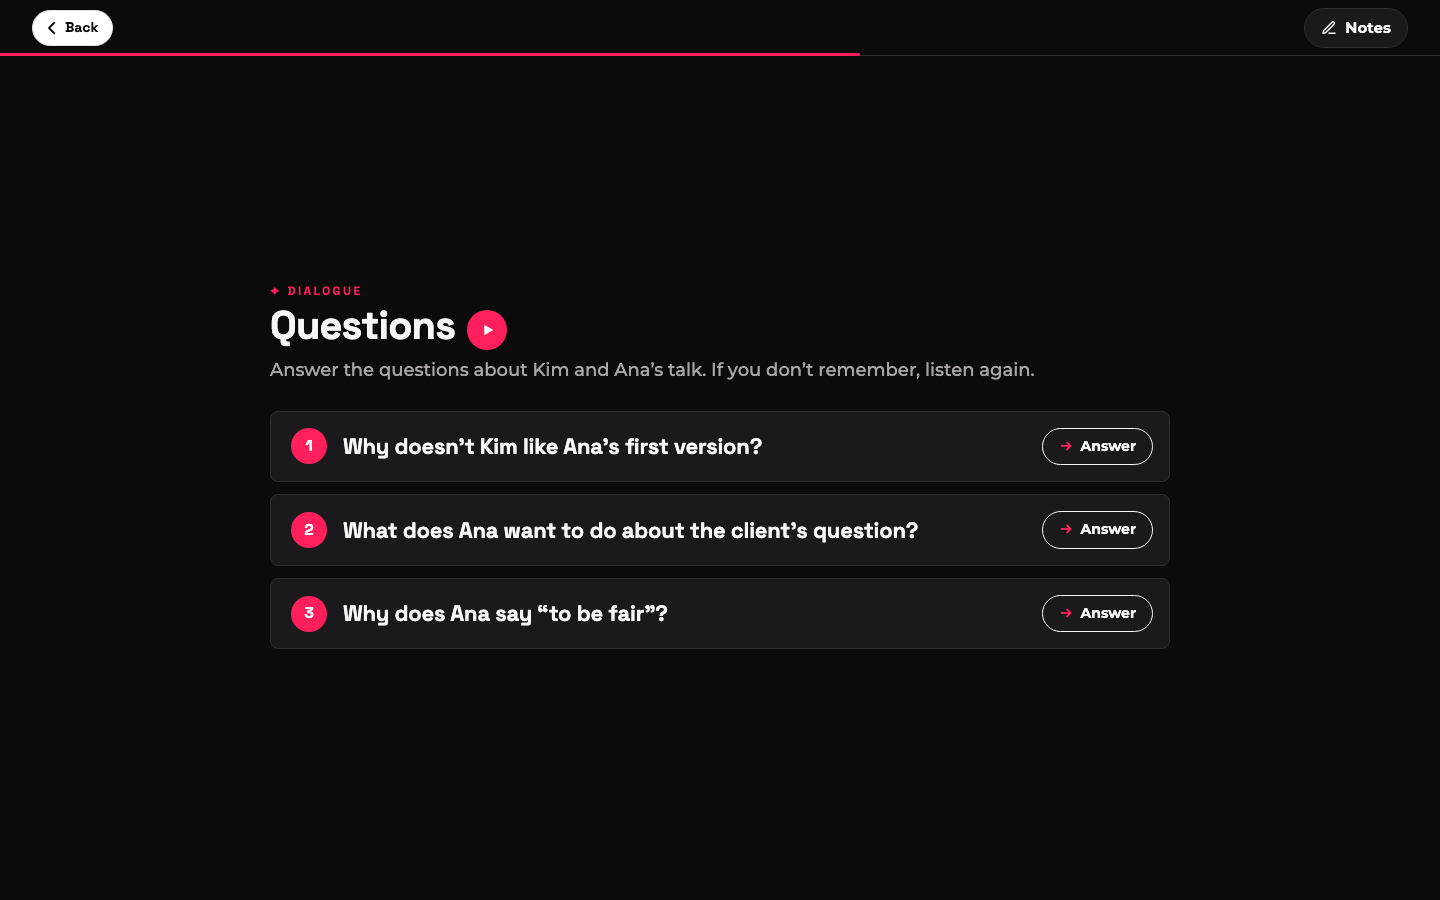 Back
Notes
DIALOGUE
Questions
Answer the questions about Kim and Ana’s talk. If you don’t remember, listen again.
1 Why doesn’t Kim like Ana’s first version? → Answer
2 What does Ana want to do about the client’s question? → Answer
3 Why does Ana say “to be fair”? → Answer